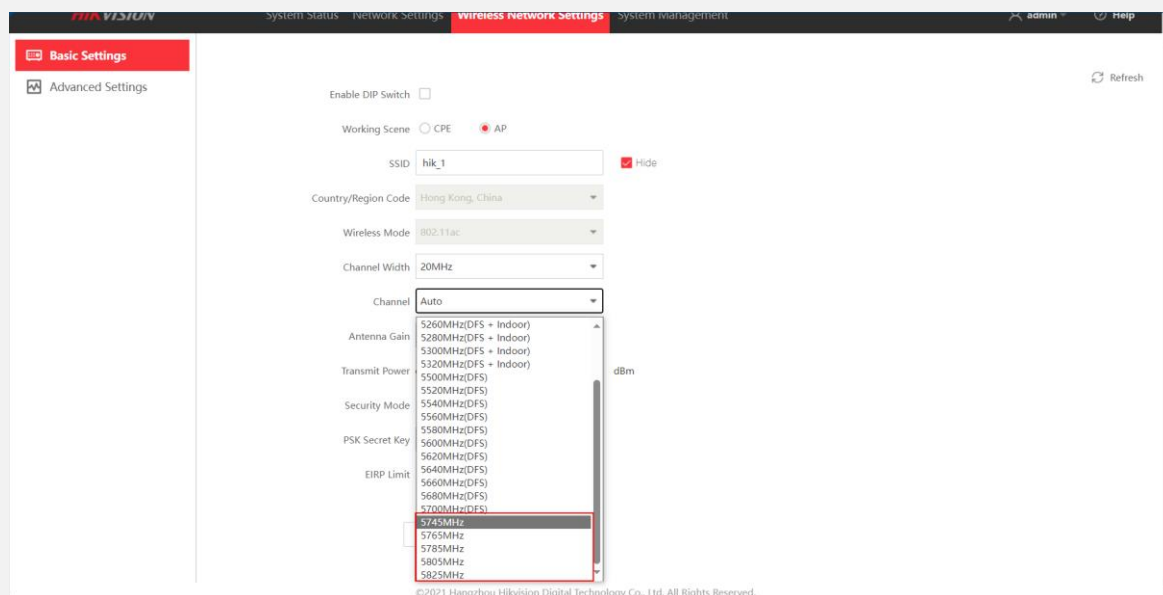 HIKVISION System Status Network Settings Wireless Network Settings System Management admin Help
Basic Settings
Advanced Settings
Refresh
Enable DIP Switch
Working Scene CPE AP
SSID hik_1 Hide
Country/Region Code Hong Kong, China
Wireless Mode 802.11ac
Channel Width 20MHz
Channel Auto
5260MHz(DFS + Indoor)
Antenna Gain 5280MHz(DFS + Indoor)
5300MHz(DFS + Indoor)
5320MHz(DFS + Indoor)
Transmit Power 5500MHz(DFS) dBm
5520MHz(DFS)
Security Mode 5540MHz(DFS)
5560MHz(DFS)
5580MHz(DFS)
PSK Secret Key 5600MHz(DFS)
5620MHz(DFS)
5640MHz(DFS)
EIRP Limit 5660MHz(DFS)
5680MHz(DFS)
5700MHz(DFS)
5745MHz
5765MHz
5785MHz
5805MHz
5825MHz
©2021 Hangzhou Hikvision Digital Technology Co., Ltd. All Rights Reserved.